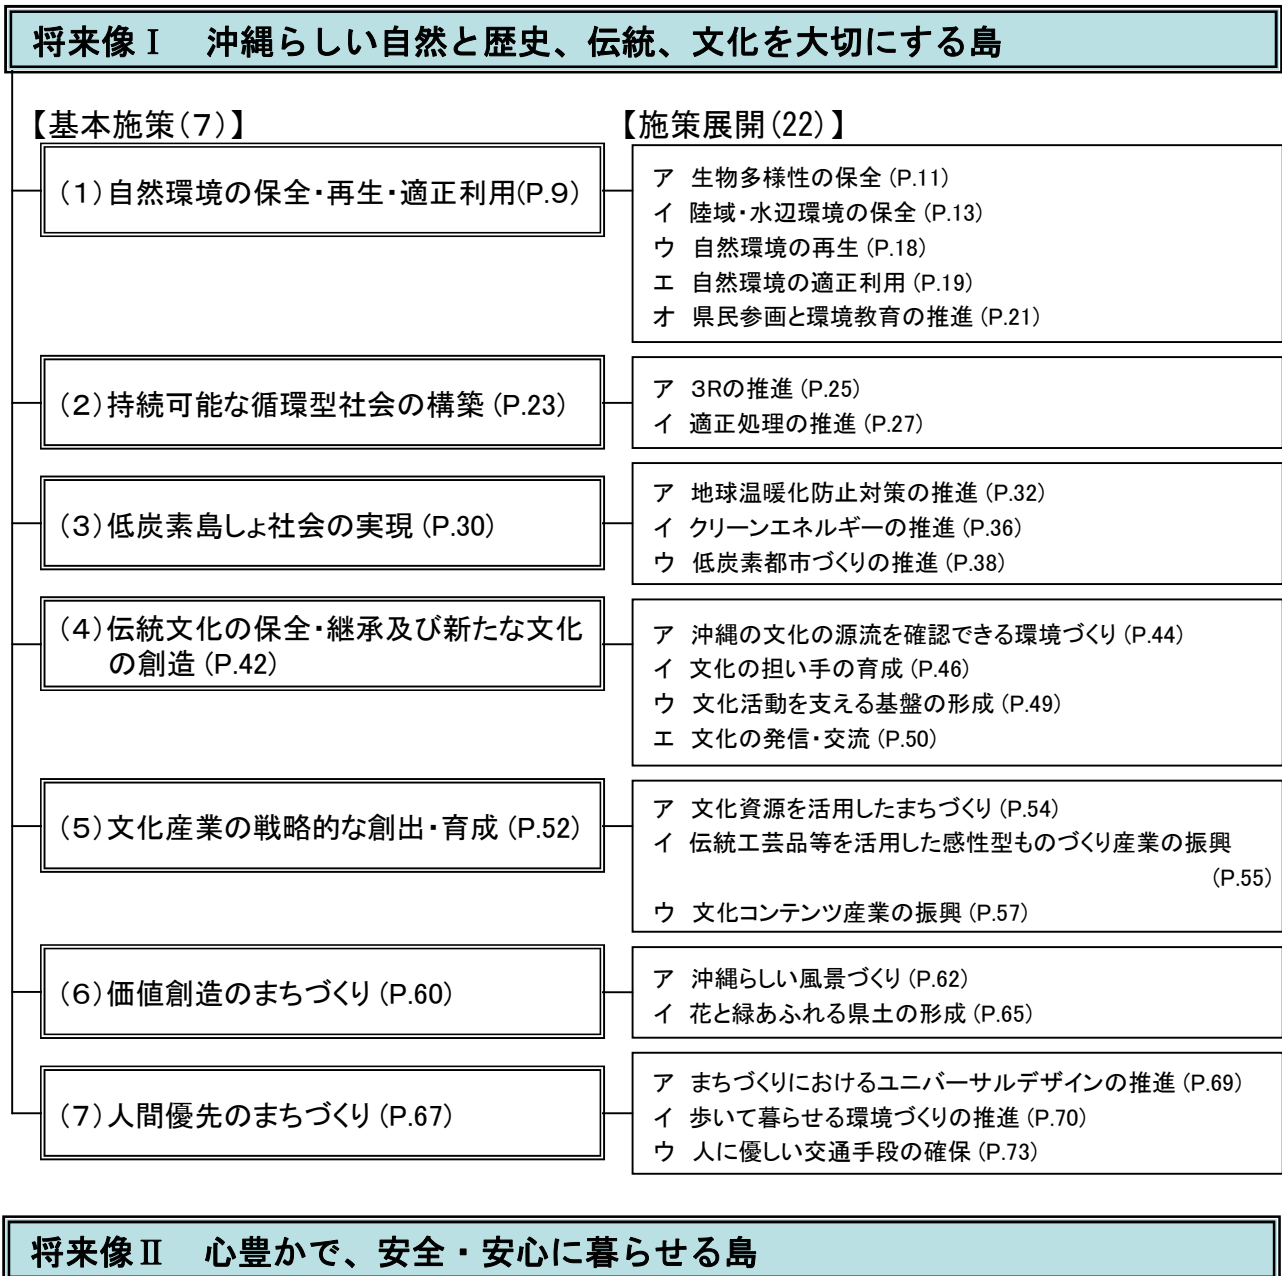 将来像Ⅰ 沖縄らしい自然と歴史、伝統、文化を大切にする島
【基本施策(7)】
【施策展開(22)】
(1)自然環境の保全・再生・適正利用(P.9)
ア 生物多様性の保全 (P.11)
イ 陸域・水辺環境の保全 (P.13)
ウ 自然環境の再生 (P.18)
エ 自然環境の適正利用 (P.19)
オ 県民参画と環境教育の推進 (P.21)
(2)持続可能な循環型社会の構築 (P.23)
ア 3Rの推進 (P.25)
イ 適正処理の推進 (P.27)
(3)低炭素島しょ社会の実現 (P.30)
ア 地球温暖化防止対策の推進 (P.32)
イ クリーンエネルギーの推進 (P.36)
ウ 低炭素都市づくりの推進 (P.38)
(4)伝統文化の保全・継承及び新たな文化
の創造 (P.42)
ア 沖縄の文化の源流を確認できる環境づくり (P.44)
イ 文化の担い手の育成 (P.46)
ウ 文化活動を支える基盤の形成 (P.49)
エ 文化の発信・交流 (P.50)
(5)文化産業の戦略的な創出・育成 (P.52)
ア 文化資源を活用したまちづくり (P.54)
イ 伝統工芸品等を活用した感性型ものづくり産業の振興
(P.55)
ウ 文化コンテンツ産業の振興 (P.57)
(6)価値創造のまちづくり (P.60)
ア 沖縄らしい風景づくり (P.62)
イ 花と緑あふれる県土の形成 (P.65)
(7)人間優先のまちづくり (P.67)
ア まちづくりにおけるユニバーサルデザインの推進 (P.69)
イ 歩いて暮らせる環境づくりの推進 (P.70)
ウ 人に優しい交通手段の確保 (P.73)
将来像Ⅱ 心豊かで、安全・安心に暮らせる島